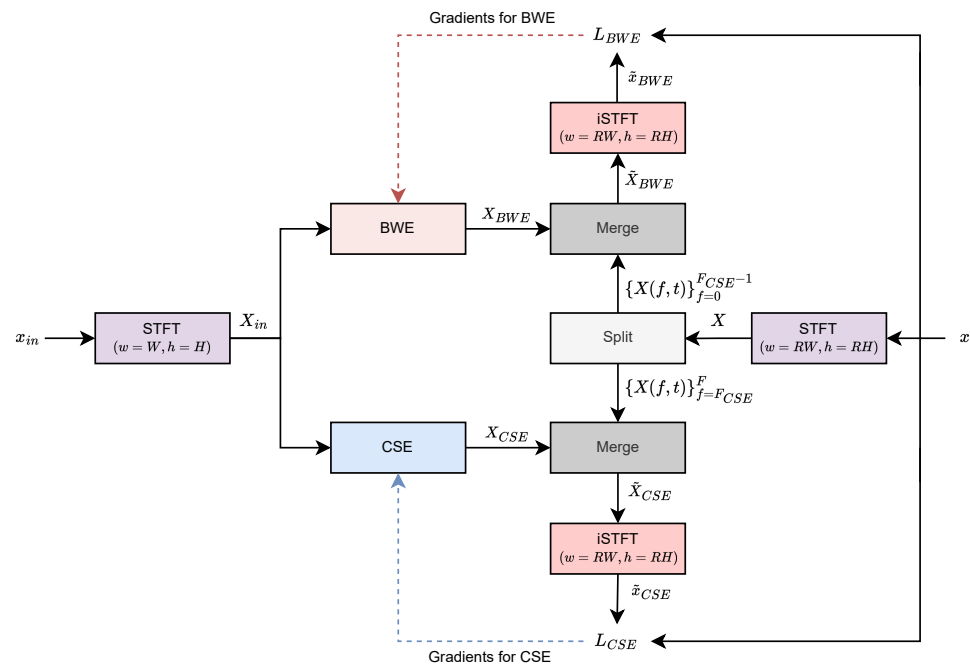 Gradients for BWE
L_{BWE}
x̃_{BWE}
iSTFT
(w = RW, h = RH)
X̃_{BWE}
BWE
X_{BWE}
Merge
{X(f, t)}_{f=0}^{F_{CSE}−1}
x_{in}
STFT
(w = W, h = H)
X_{in}
Split
X
STFT
(w = RW, h = RH)
x
{X(f, t)}_{f=F_{CSE}}^{F}
CSE
X_{CSE}
Merge
X̃_{CSE}
iSTFT
(w = RW, h = RH)
x̃_{CSE}
L_{CSE}
Gradients for CSE